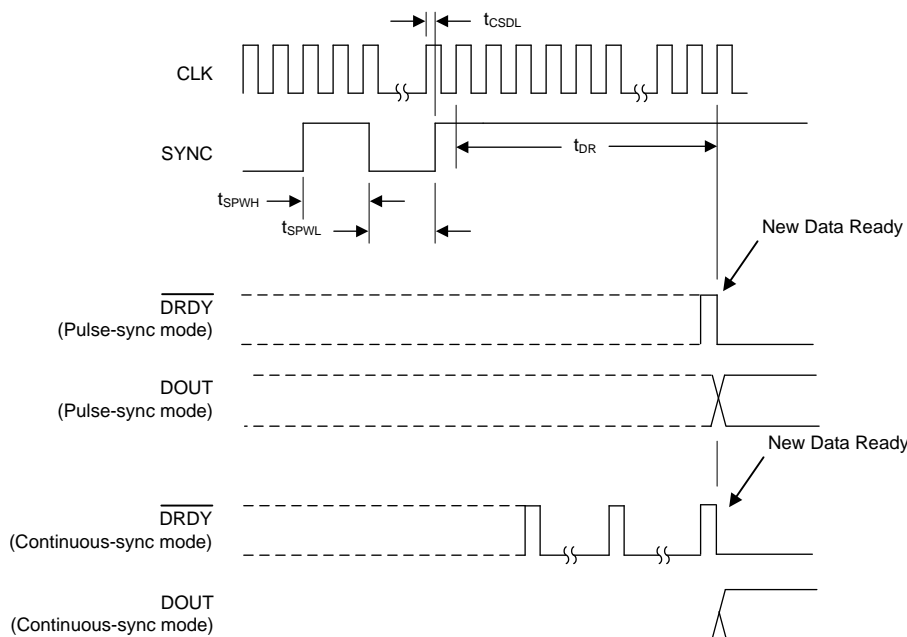 tCSDL
CLK
SYNC
tDR
tSPWH
tSPWL
New Data Ready
DRDY
(Pulse-sync mode)
DOUT
(Pulse-sync mode)
New Data Ready
DRDY
(Continuous-sync mode)
DOUT
(Continuous-sync mode)